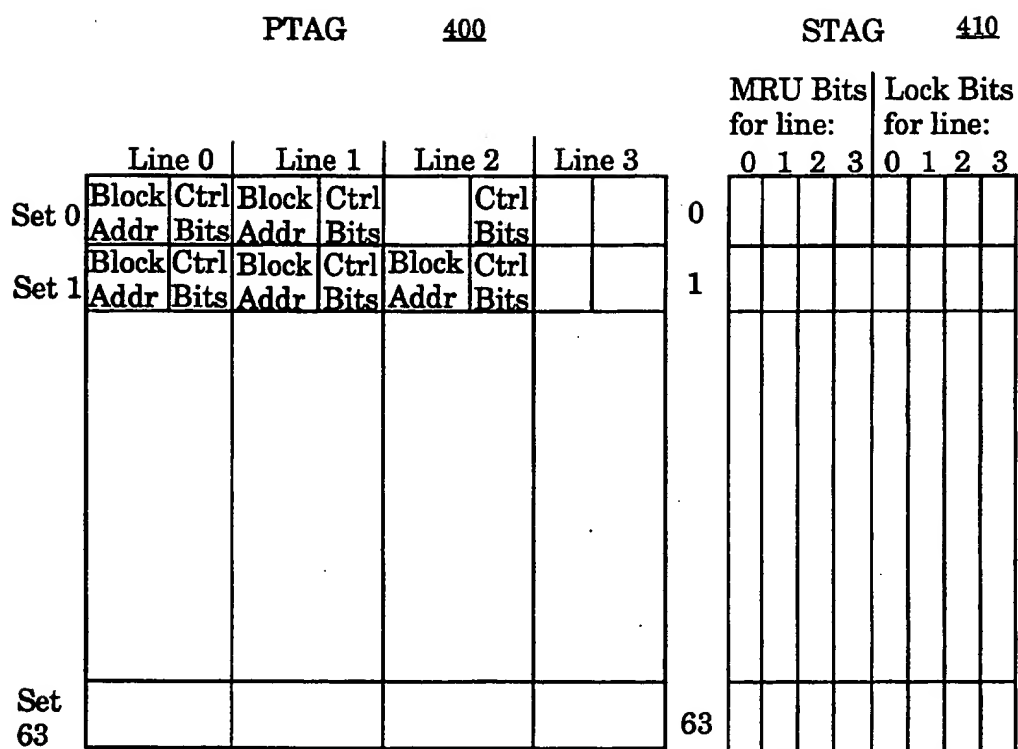 PTAG 400 STAG 410
MRU Bits Lock Bits
for line: for line:
Line 0 Line 1 Line 2 Line 3 0 1 2 3 0 1 2 3
Set 0 Block Ctrl Block Ctrl Ctrl 0
Addr Bits Addr Bits Bits
Set 1 Block Ctrl Block Ctrl Block Ctrl 1
Addr Bits Addr Bits Addr Bits
Set
63 63